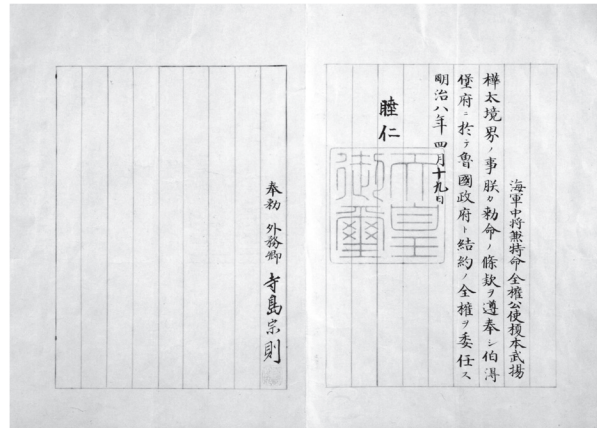 海軍中将兼特命全権公使榎本武揚
樺太境界ノ事朕カ勅命ノ條款ヲ遵奉シ伯得
堡府ニ於テ魯國政府ト結約ノ全権ヲ委任ス
明治八年四月十九日
睦仁
天皇御璽
奉勅 外務卿 寺島宗則